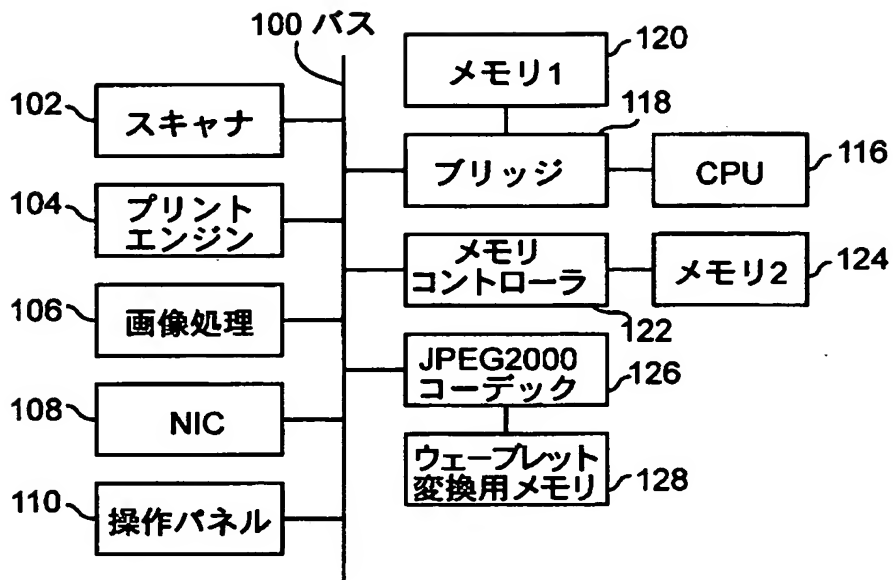 100 バス
102
スキャナ
104
プリント
エンジン
106
画像処理
108
NIC
110
操作パネル
120
メモリ1
118
ブリッジ
CPU
116
メモリ
コントローラ
122
メモリ2
124
JPEG2000
コーデック
126
ウェーブレット
変換用メモリ
128